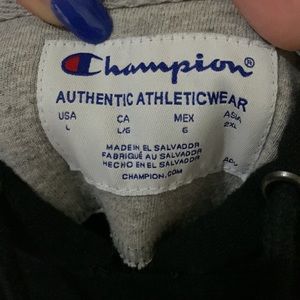 Champion®
AUTHENTIC ATHLETICWEAR
USA CA MEX ASIA
L L/G G 2XL
MADE IN EL SALVADOR
FABRIQUÉ AU SALVADOR
HECHO EN EL SALVADOR
CHAMPION.COM